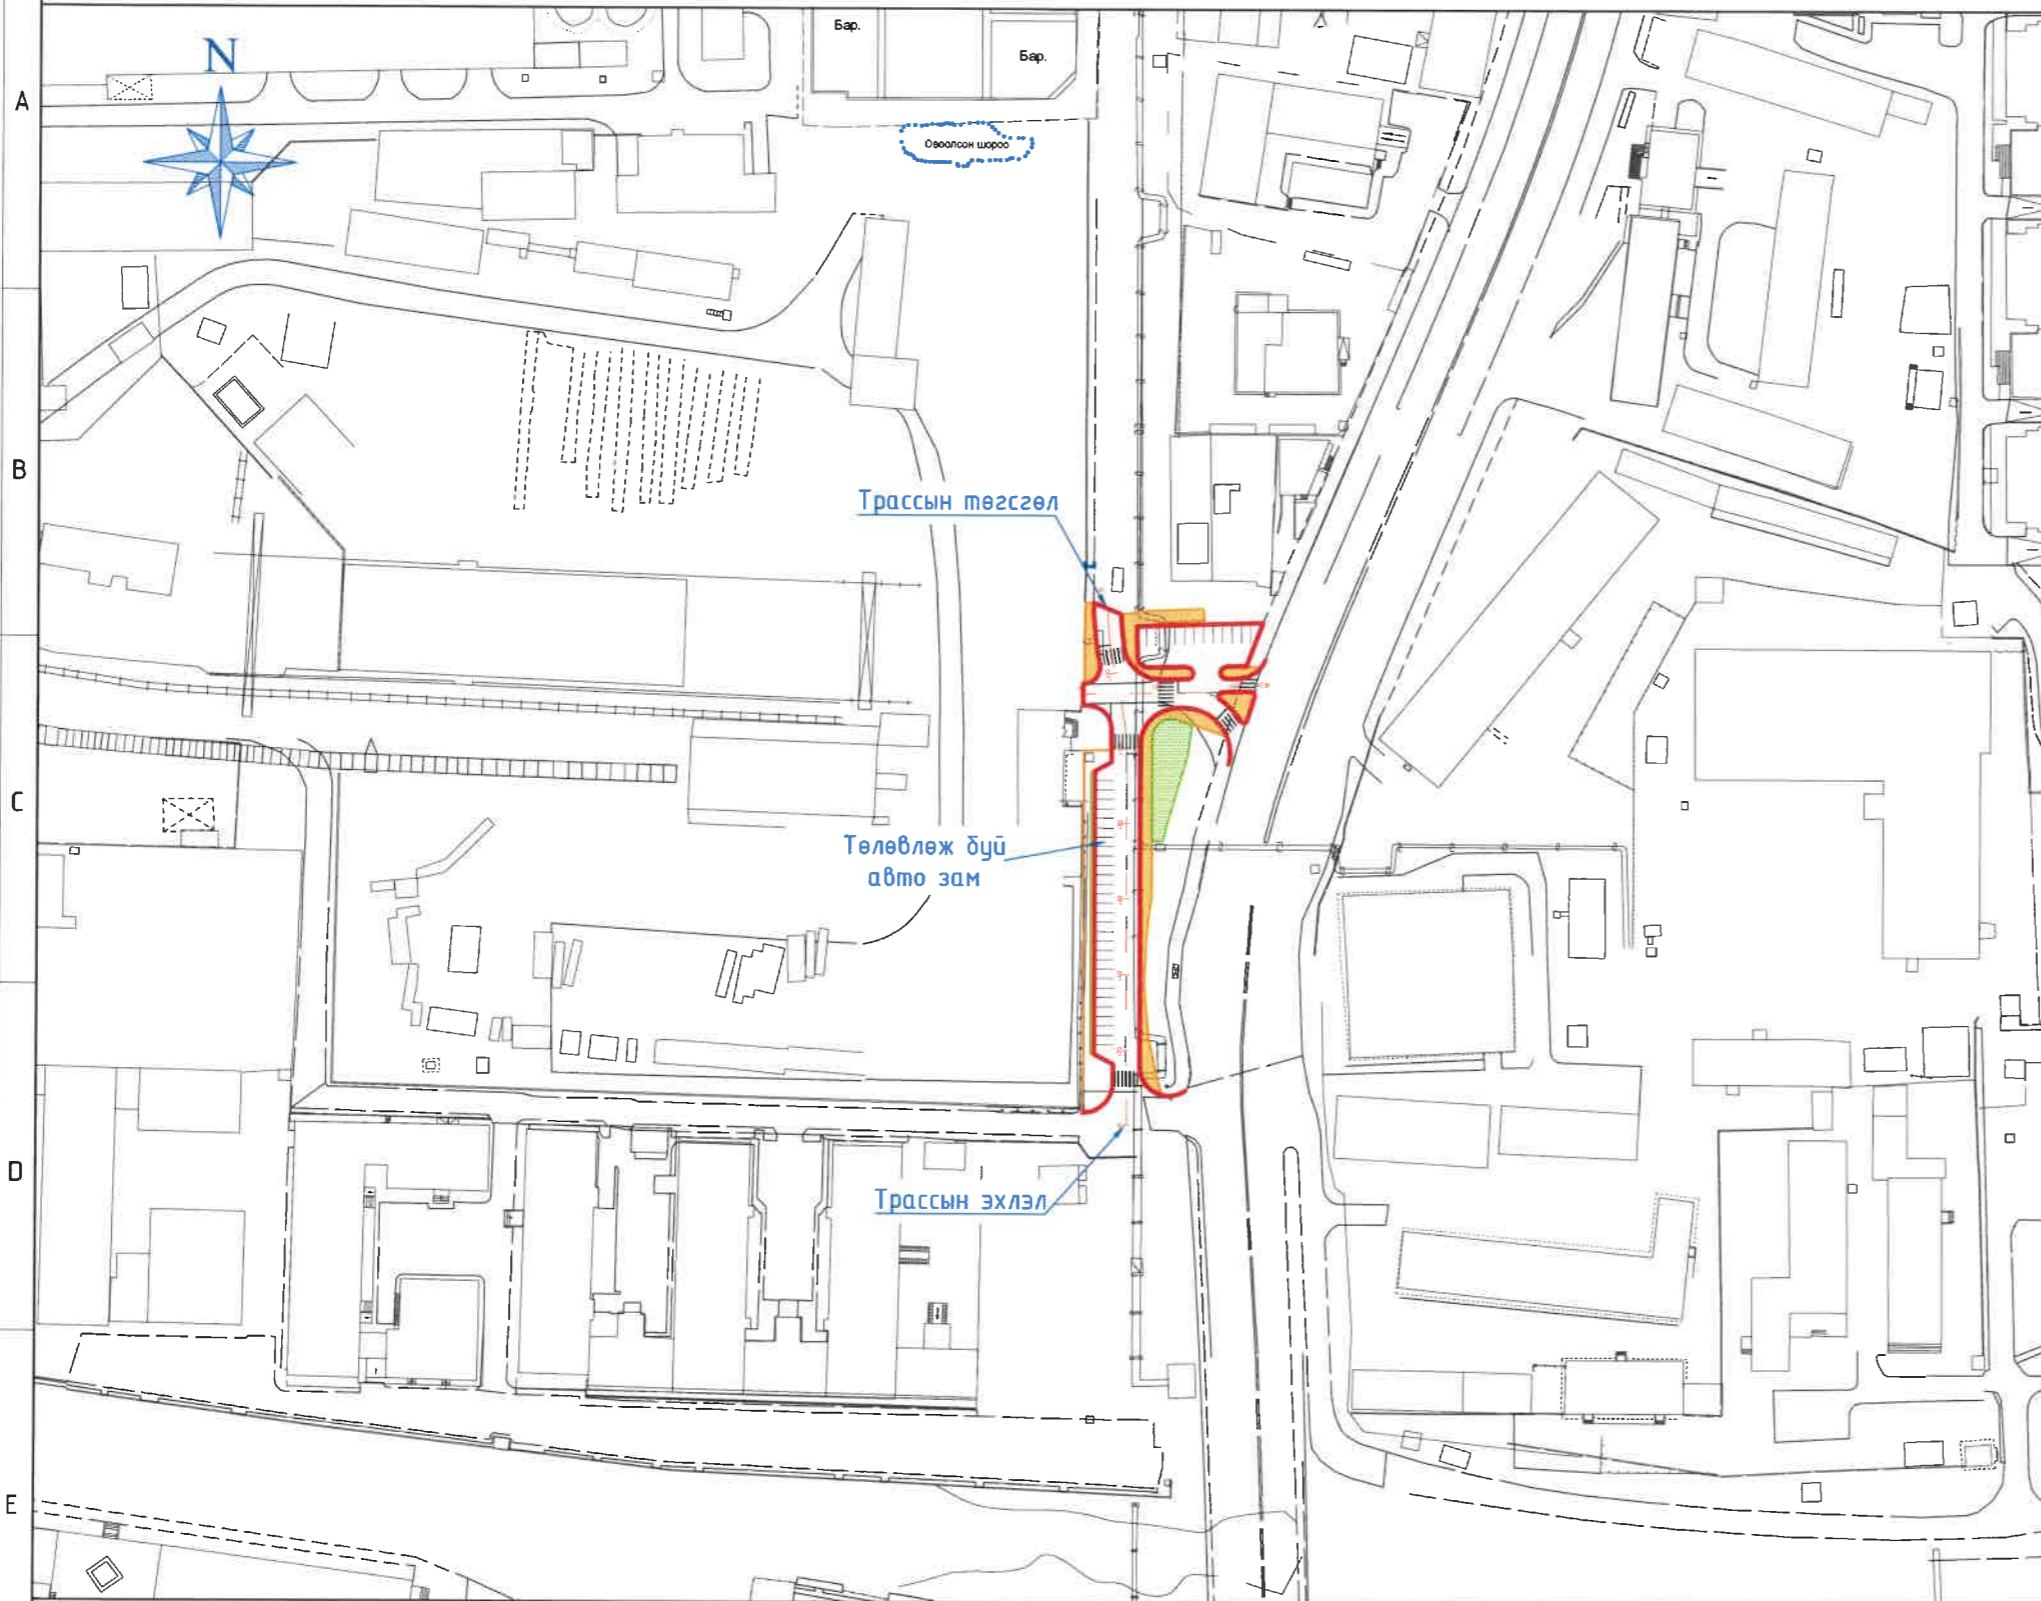 Бар.
Бар.
N
A
Овоолсон шороо
B
Трассын төгсгөл
C
Төлөвлөж буй
авто зам
D
Трассын эхлэл
E